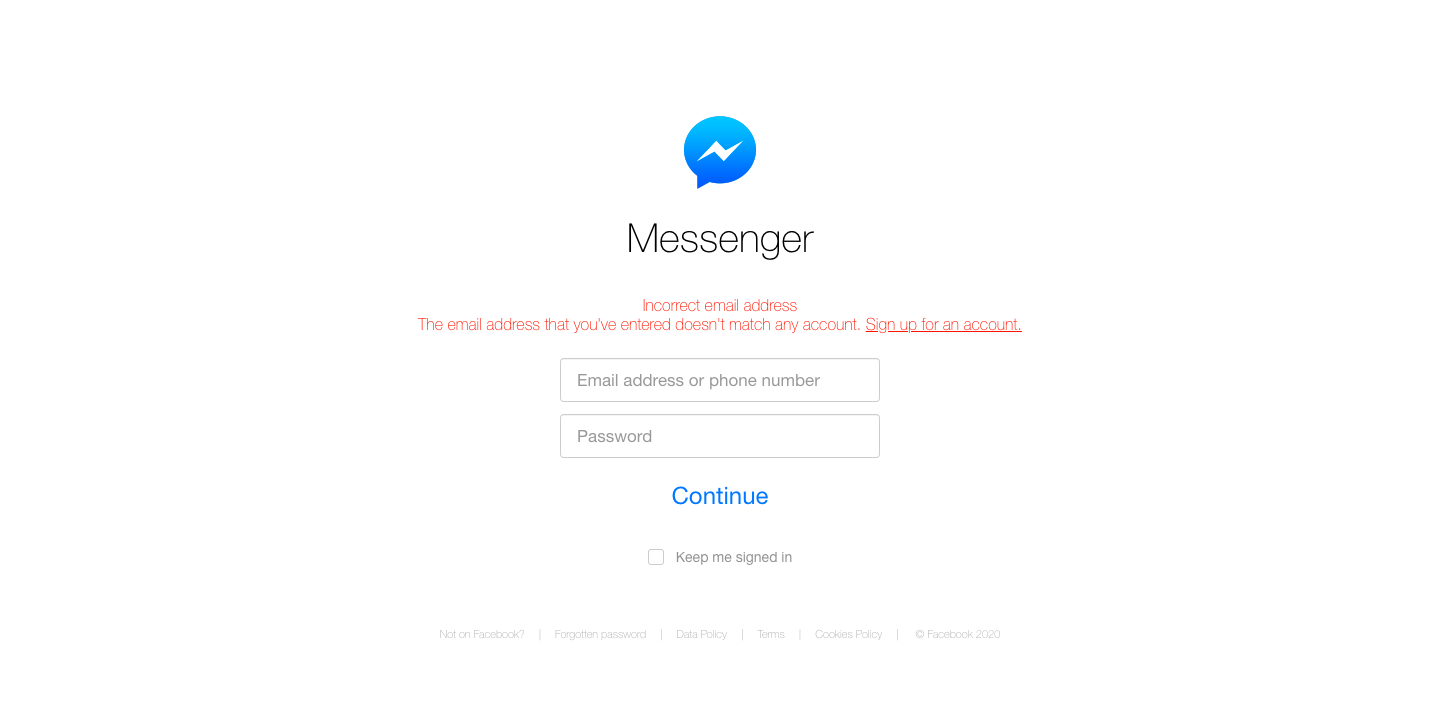 Messenger
Incorrect email address
The email address that you've entered doesn't match any account. Sign up for an account.
Email address or phone number
Password
Continue
Keep me signed in
Not on Facebook? | Forgotten password | Data Policy | Terms | Cookies Policy | © Facebook 2020